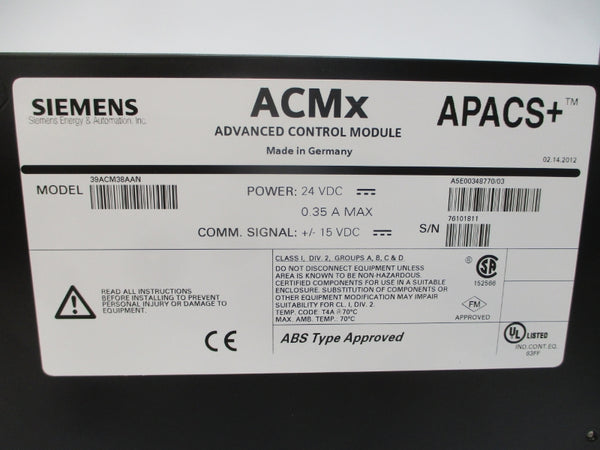 SIEMENS
Siemens Energy & Automation, Inc.
ACMx
ADVANCED CONTROL MODULE
Made in Germany
APACS+™
02.14.2012
MODEL
39ACM38AAN
POWER: 24 VDC
0.35 A MAX
COMM. SIGNAL: +/- 15 VDC
A5E00348770/03
S/N
76101811
READ ALL INSTRUCTIONS
BEFORE INSTALLING TO PREVENT
PERSONAL INJURY OR DAMAGE TO
EQUIPMENT.
CE
CLASS I, DIV. 2, GROUPS A, B, C & D
DO NOT DISCONNECT EQUIPMENT UNLESS
AREA IS KNOWN TO BE NON-HAZARDOUS.
CERTIFIED COMPONENTS FOR USE IN A SUITABLE
ENCLOSURE. SUBSTITUTION OF COMPONENTS OR
OTHER EQUIPMENT MODIFICATION MAY IMPAIR
SUITABILITY FOR CL. I, DIV. 2
TEMP. CODE: T4A @ 70°C
MAX. AMB. TEMP.: 70°C
ABS Type Approved
® SA
152566
FM
APPROVED
UL LISTED
IND.CONT.EQ.
63FF